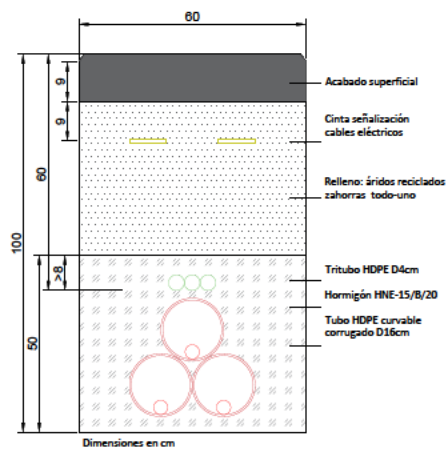 60
Acabado superficial
9
Cinta señalización
cables eléctricos
9
60
100
Relleno: áridos reciclados
zahorras todo-uno
>8
Tritubo HDPE D4cm
Hormigón HNE-15/B/20
Tubo HDPE curvable
corrugado D16cm
50
Dimensiones en cm